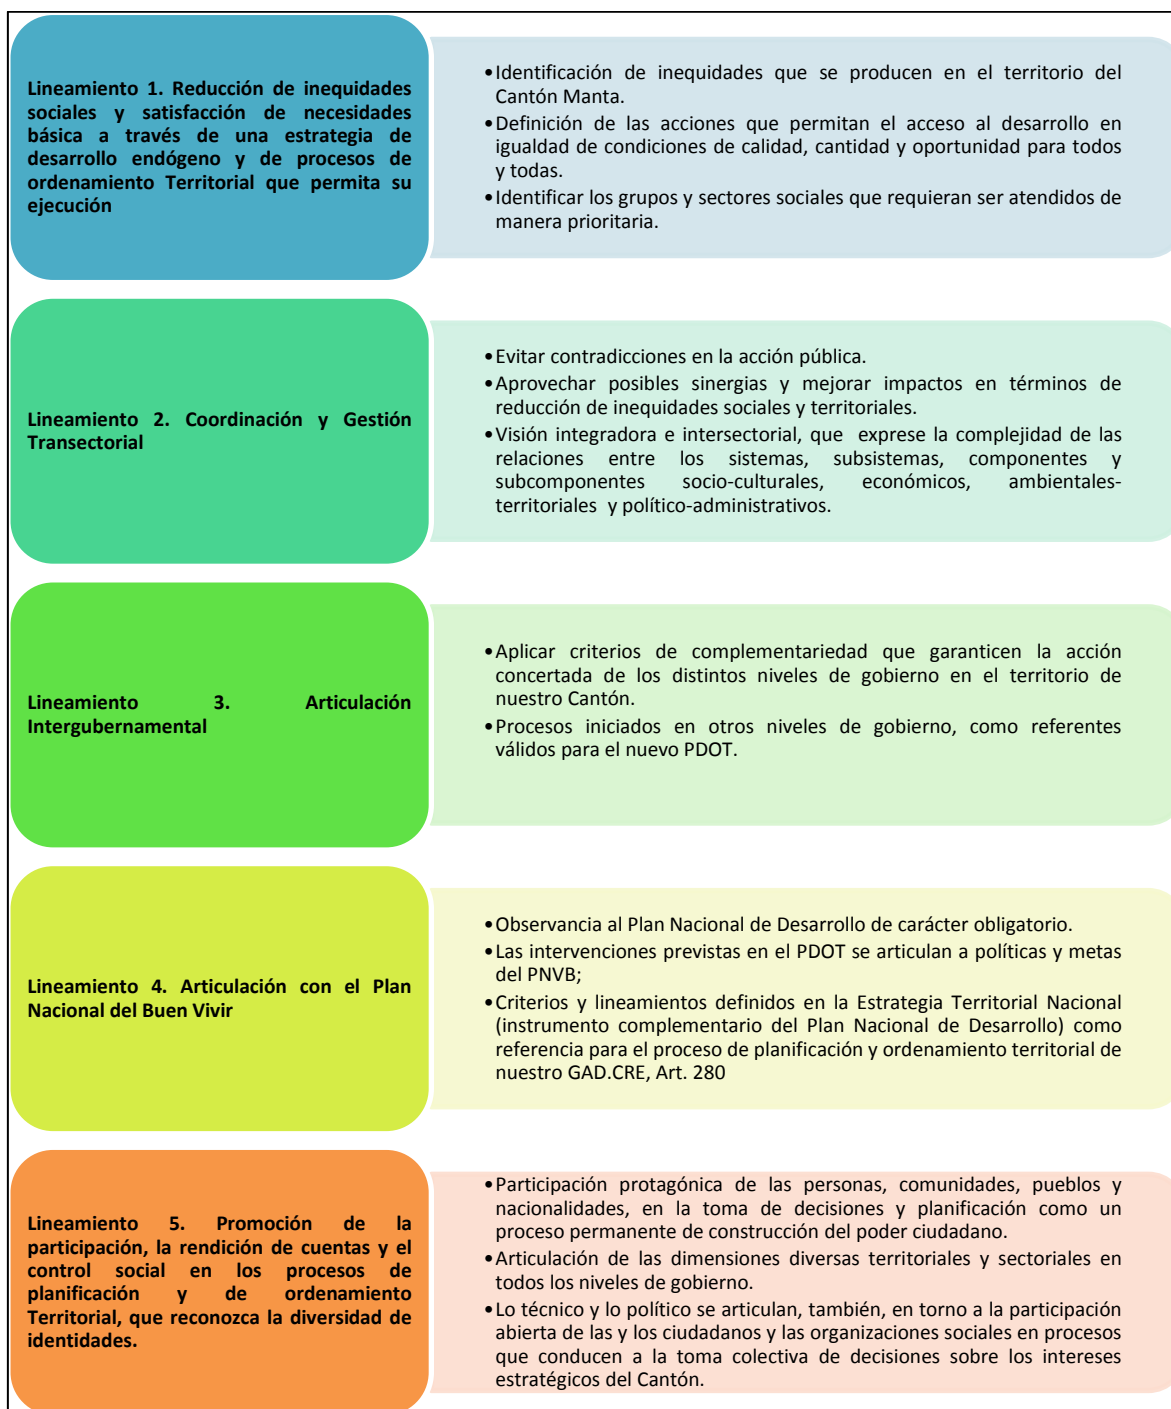 Lineamiento 1. Reducción de inequidades
sociales y satisfacción de necesidades
básica a través de una estrategia de
desarrollo endógeno y de procesos de
ordenamiento Territorial que permita su
ejecución
•Identificación de inequidades que se producen en el territorio del
Cantón Manta.
•Definición de las acciones que permitan el acceso al desarrollo en
igualdad de condiciones de calidad, cantidad y oportunidad para todos
y todas.
•Identificar los grupos y sectores sociales que requieran ser atendidos de
manera prioritaria.
Lineamiento 2. Coordinación y Gestión
Transectorial
•Evitar contradicciones en la acción pública.
•Aprovechar posibles sinergias y mejorar impactos en términos de
reducción de inequidades sociales y territoriales.
•Visión integradora e intersectorial, que exprese la complejidad de las
relaciones entre los sistemas, subsistemas, componentes y
subcomponentes socio-culturales, económicos, ambientales-
territoriales y político-administrativos.
Lineamiento 3. Articulación
Intergubernamental
•Aplicar criterios de complementariedad que garanticen la acción
concertada de los distintos niveles de gobierno en el territorio de
nuestro Cantón.
•Procesos iniciados en otros niveles de gobierno, como referentes
válidos para el nuevo PDOT.
Lineamiento 4. Articulación con el Plan
Nacional del Buen Vivir
•Observancia al Plan Nacional de Desarrollo de carácter obligatorio.
•Las intervenciones previstas en el PDOT se articulan a políticas y metas
del PNVB;
•Criterios y lineamientos definidos en la Estrategia Territorial Nacional
(instrumento complementario del Plan Nacional de Desarrollo) como
referencia para el proceso de planificación y ordenamiento territorial de
nuestro GAD.CRE, Art. 280
Lineamiento 5. Promoción de la
participación, la rendición de cuentas y el
control social en los procesos de
planificación y de ordenamiento
Territorial, que reconozca la diversidad de
identidades.
•Participación protagónica de las personas, comunidades, pueblos y
nacionalidades, en la toma de decisiones y planificación como un
proceso permanente de construcción del poder ciudadano.
•Articulación de las dimensiones diversas territoriales y sectoriales en
todos los niveles de gobierno.
•Lo técnico y lo político se articulan, también, en torno a la participación
abierta de las y los ciudadanos y las organizaciones sociales en procesos
que conducen a la toma colectiva de decisiones sobre los intereses
estratégicos del Cantón.